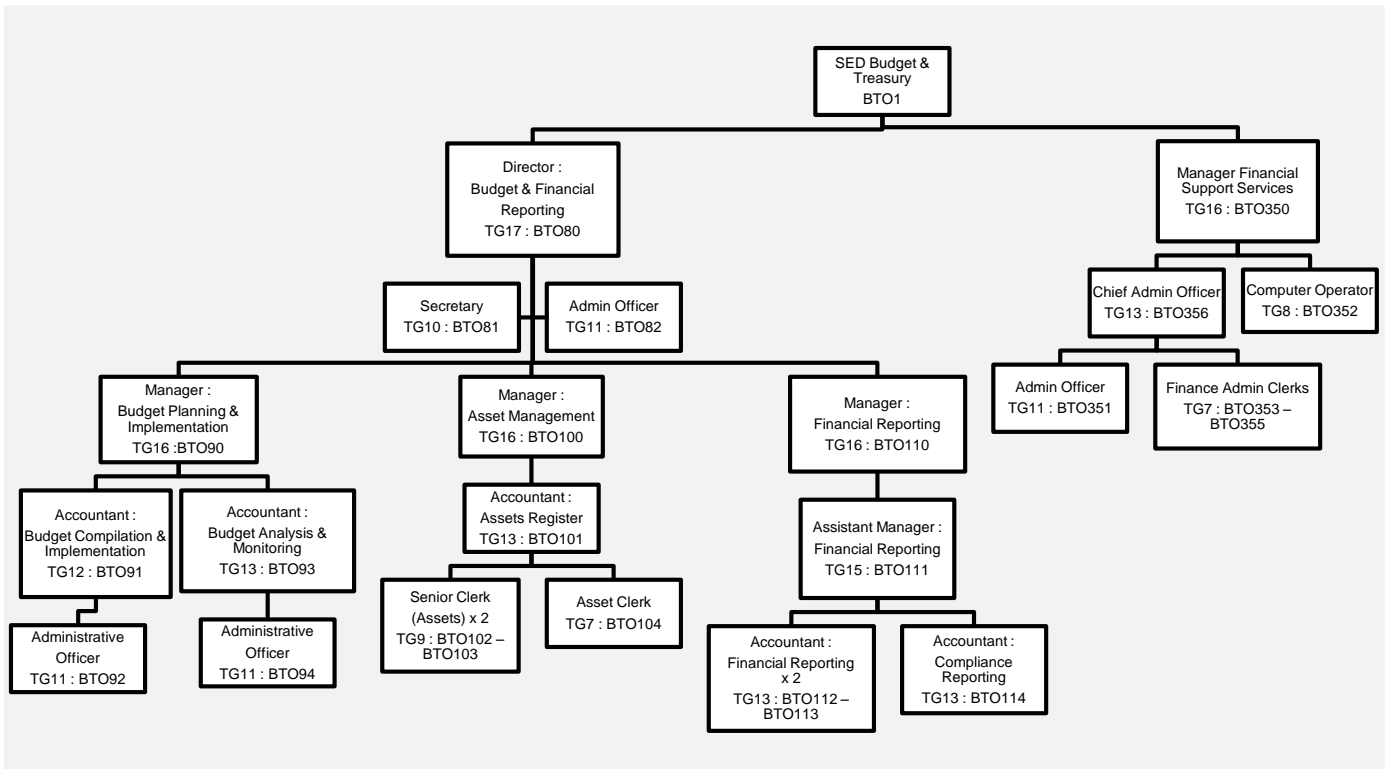 SED Budget &
Treasury
BTO1
Director :
Budget & Financial
Reporting
TG17 : BTO80
Manager Financial
Support Services
TG16 : BTO350
Secretary
TG10 : BTO81
Admin Officer
TG11 : BTO82
Chief Admin Officer
TG13 : BTO356
Computer Operator
TG8 : BTO352
Admin Officer
TG11 : BTO351
Finance Admin Clerks
TG7 : BTO353 –
BTO355
Manager :
Budget Planning &
Implementation
TG16 :BTO90
Manager :
Asset Management
TG16 : BTO100
Manager :
Financial Reporting
TG16 : BTO110
Accountant :
Budget Compilation &
Implementation
TG12 : BTO91
Accountant :
Budget Analysis &
Monitoring
TG13 : BTO93
Accountant :
Assets Register
TG13 : BTO101
Assistant Manager :
Financial Reporting
TG15 : BTO111
Administrative
Officer
TG11 : BTO92
Administrative
Officer
TG11 : BTO94
Senior Clerk
(Assets) x 2
TG9 : BTO102 –
BTO103
Asset Clerk
TG7 : BTO104
Accountant :
Financial Reporting
x 2
TG13 : BTO112 –
BTO113
Accountant :
Compliance
Reporting
TG13 : BTO114